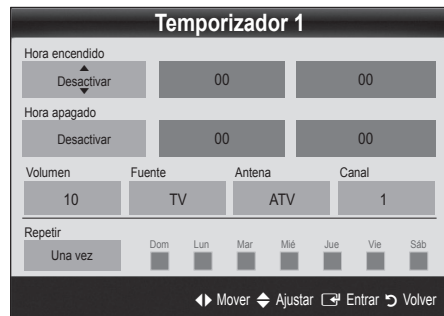 Temporizador 1
Hora encendido
Desactivar 00 00
Hora apagado
Desactivar 00 00
Volumen Fuente Antena Canal
10 TV ATV 1
Repetir
Dom Lun Mar Mié Jue Vie Sáb
Una vez
Mover Ajustar Entrar Volver